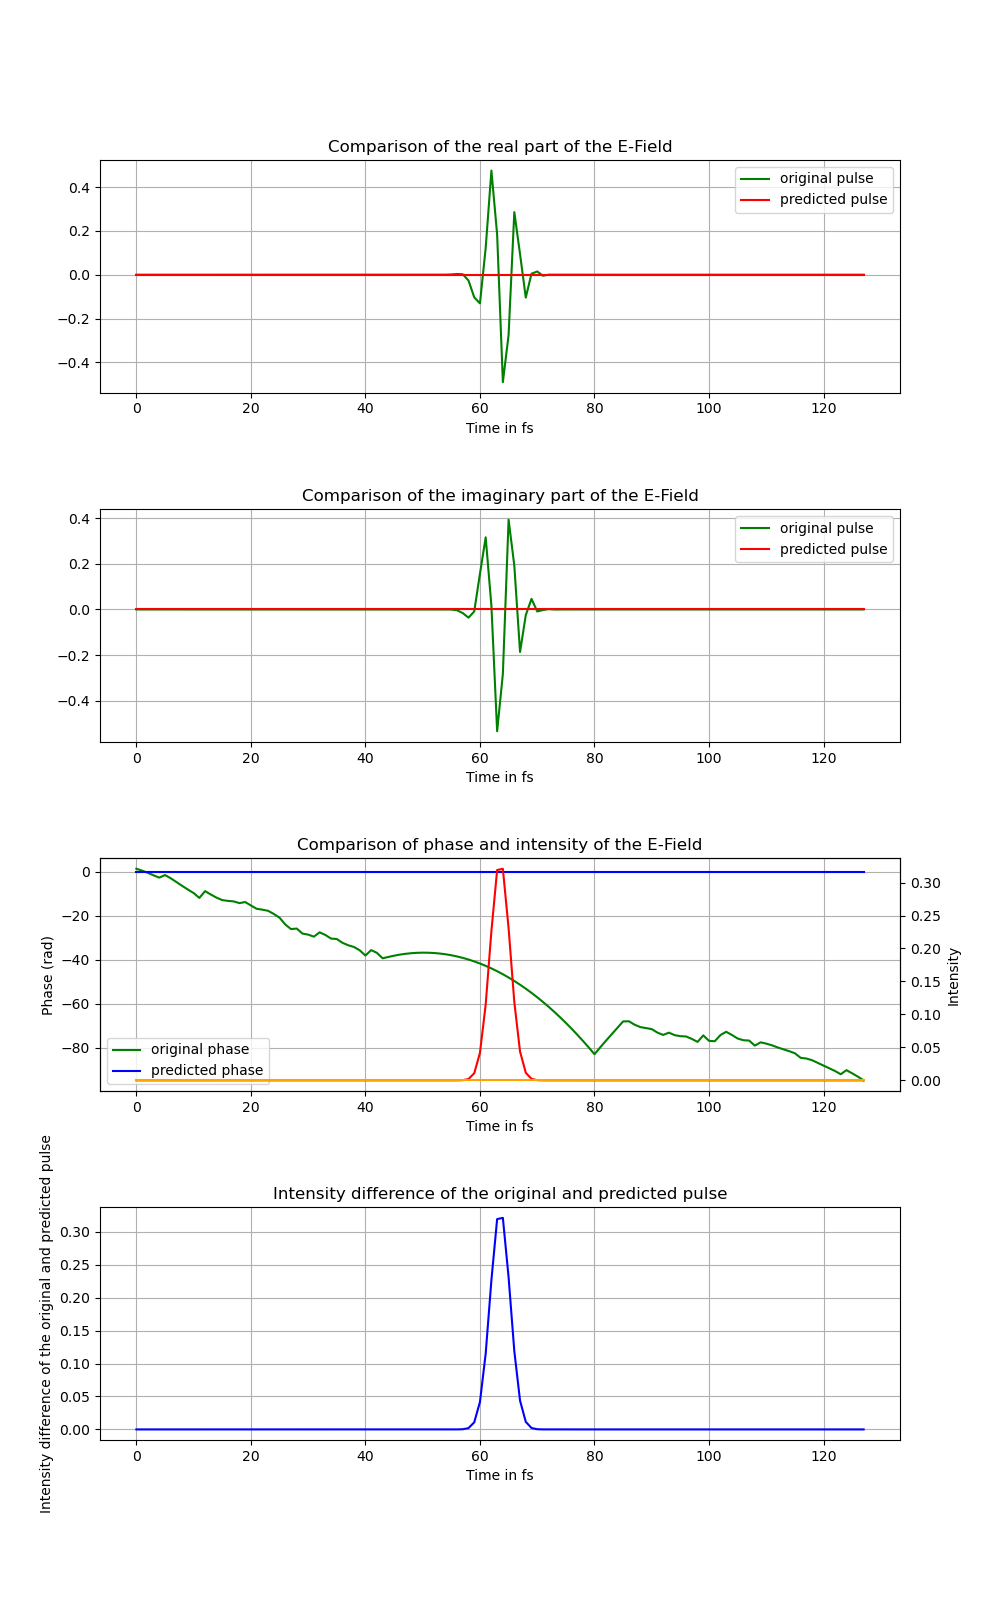 Comparison of the real part of the E-Field
original pulse
predicted pulse
0.4
0.2
0.0
−0.2
−0.4
0 20 40 60 80 100 120
Time in fs
Comparison of the imaginary part of the E-Field
original pulse
predicted pulse
0.4
0.2
0.0
−0.2
−0.4
0 20 40 60 80 100 120
Time in fs
Comparison of phase and intensity of the E-Field
Phase (rad)
0
−20
−40
−60
−80
original phase
predicted phase
0.30
0.25
0.20
0.15
0.10
0.05
0.00
Intensity
0 20 40 60 80 100 120
Time in fs
Intensity difference of the original and predicted pulse
Intensity difference of the original and predicted pulse
0.30
0.25
0.20
0.15
0.10
0.05
0.00
0 20 40 60 80 100 120
Time in fs